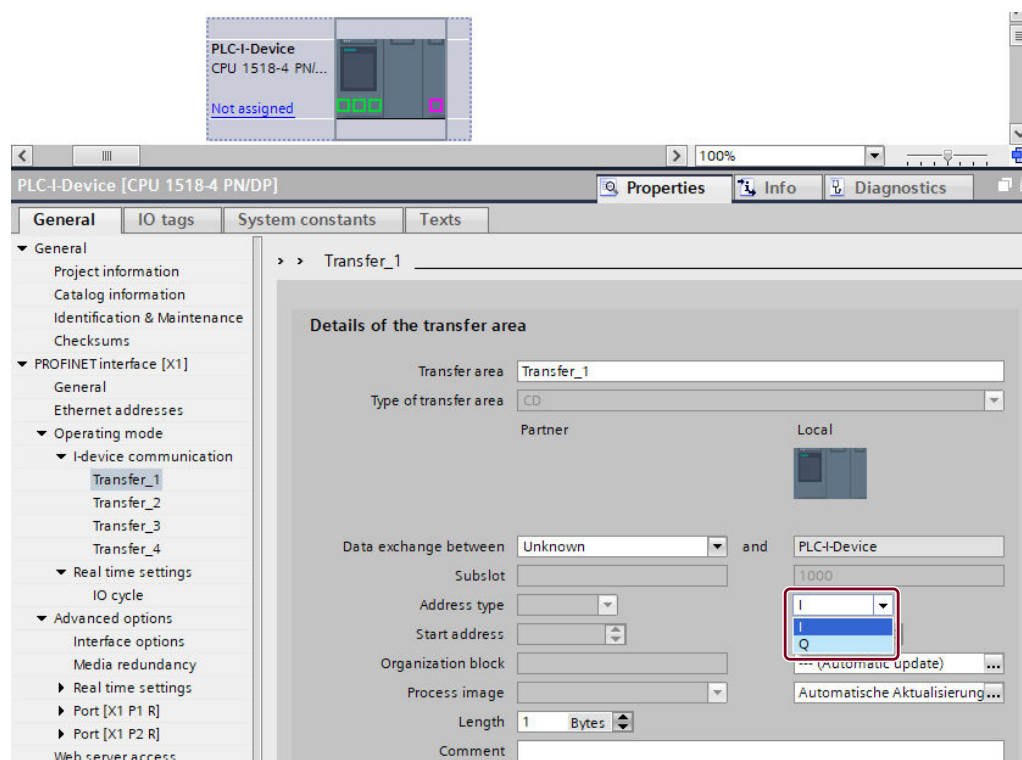 PLC-I-Device
CPU 1518-4 PN/...
Not assigned
100%
PLC-I-Device [CPU 1518-4 PN/DP]
Properties
Info
Diagnostics
General
IO tags
System constants
Texts
General
Project information
Catalog information
Identification & Maintenance
Checksums
PROFINET interface [X1]
General
Ethernet addresses
Operating mode
I-device communication
Transfer_1
Transfer_2
Transfer_3
Transfer_4
Real time settings
IO cycle
Advanced options
Interface options
Media redundancy
Real time settings
Port [X1 P1 R]
Port [X1 P2 R]
Web server access
> > Transfer_1
Details of the transfer area
Transfer area Transfer_1
Type of transfer area CD
Partner Local
Data exchange between Unknown and PLC-I-Device
Subslot 1000
Address type I
I
Start address
Q
Organization block --- (Automatic update) ...
Process image Automatische Aktualisierung...
Length 1 Bytes
Comment